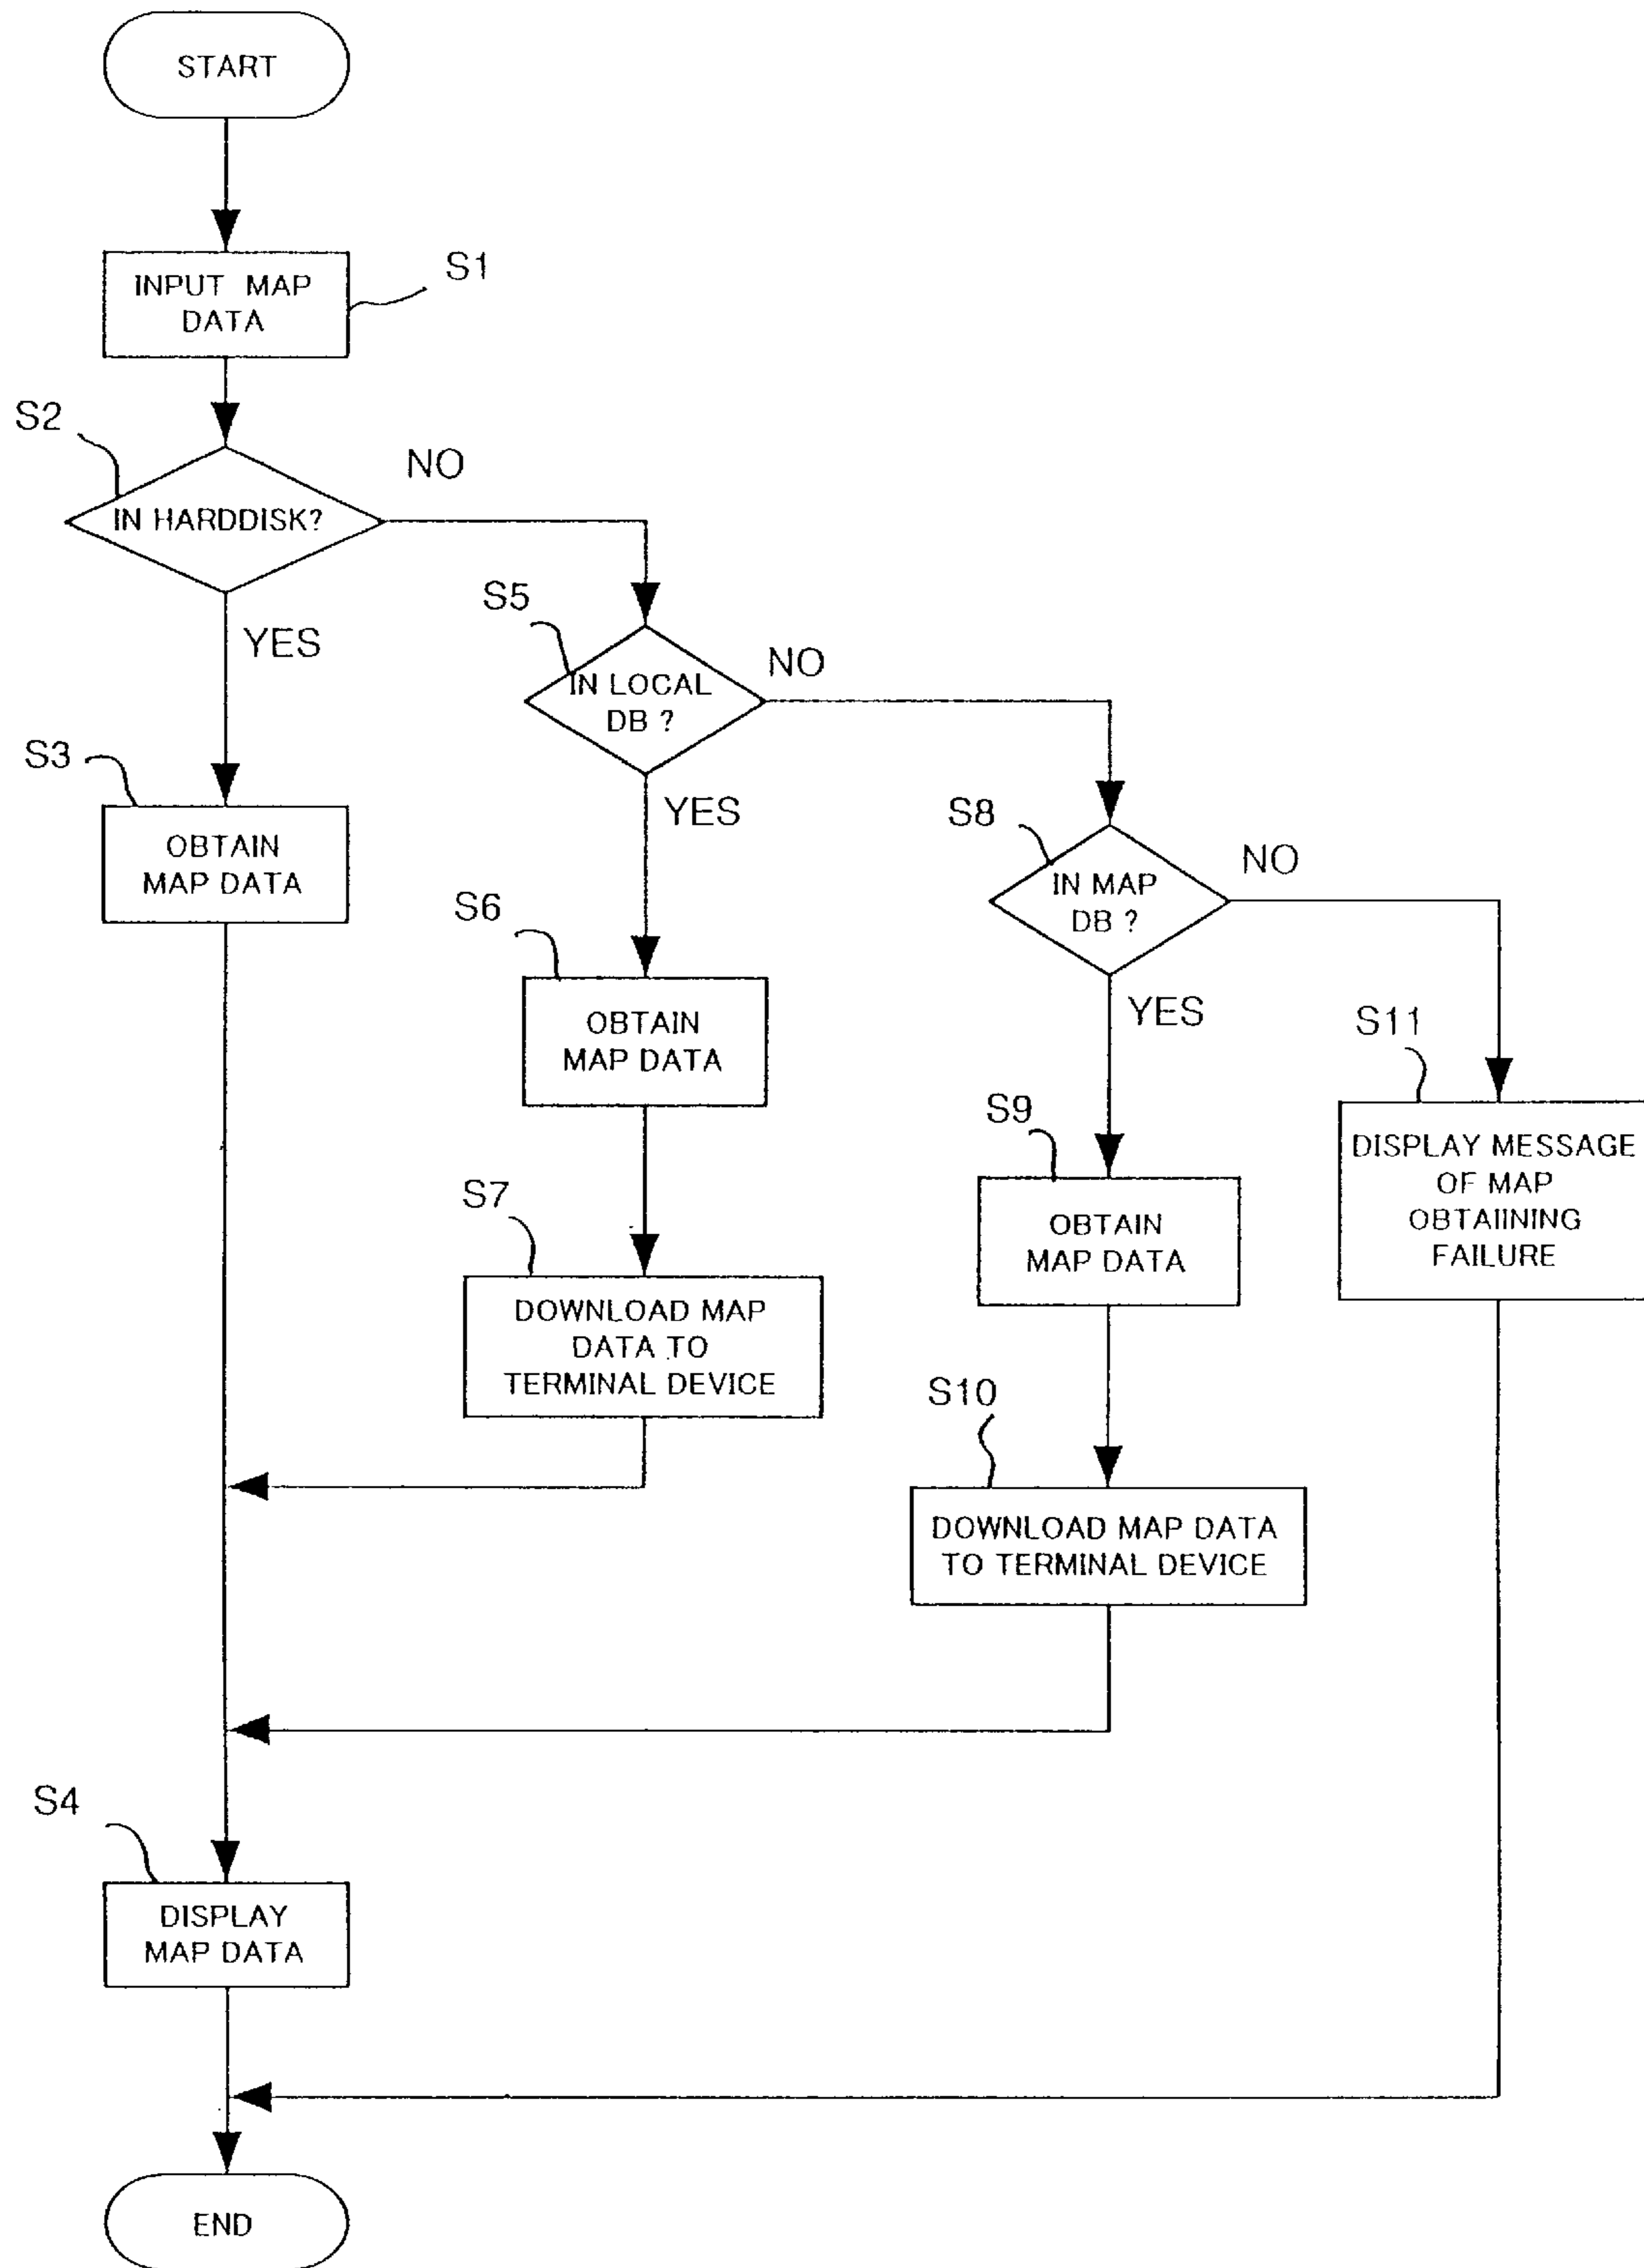 START
INPUT MAP
DATA
S1
S2
IN HARDDISK?
NO
YES
S3
OBTAIN
MAP DATA
S5
IN LOCAL
DB ?
NO
YES
S6
OBTAIN
MAP DATA
S7
DOWNLOAD MAP
DATA TO
TERMINAL DEVICE
S8
IN MAP
DB ?
NO
YES
S9
OBTAIN
MAP DATA
S10
DOWNLOAD MAP DATA
TO TERMINAL DEVICE
S11
DISPLAY MESSAGE
OF MAP
OBTAIINING
FAILURE
S4
DISPLAY
MAP DATA
END